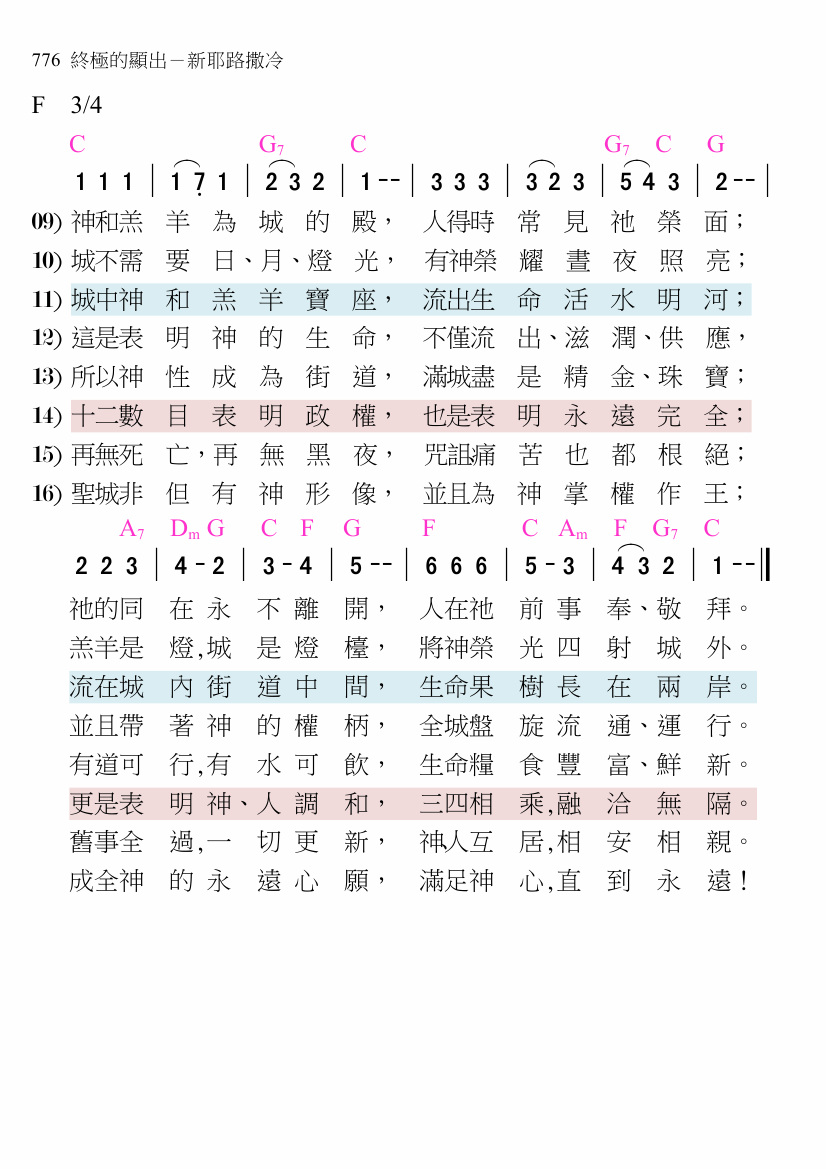 776 終極的顯出－新耶路撒冷
F 3/4
C G7 C G7 C G
1 1 1 | 1 7̣ 1 | 2 3 2 | 1 -- | 3 3 3 | 3 2 3 | 5 4 3 | 2 -- |
09) 神和羔羊為城的殿，人得時常見祂榮面；
10) 城不需要日、月、燈光，有神榮耀晝夜照亮；
11) 城中神和羔羊寶座，流出生命活水明河；
12) 這是表明神的生命，不僅流出、滋潤、供應，
13) 所以神性成為街道，滿城盡是精金、珠寶；
14) 十二數目表明政權，也是表明永遠完全；
15) 再無死亡，再無黑夜，咒詛痛苦也都根絕；
16) 聖城非但有神形像，並且為神掌權作王；
A7 Dm G C F G F C Am F G7 C
2 2 3 | 4 - 2 | 3 - 4 | 5 -- | 6 6 6 | 5 - 3 | 4 3 2 | 1 -- ‖
祂的同在永不離開，人在祂前事奉、敬拜。
羔羊是燈,城是燈檯，將神榮光四射城外。
流在城內街道中間，生命果樹長在兩岸。
並且帶著神的權柄，全城盤旋流通、運行。
有道可行,有水可飲，生命糧食豐富、鮮新。
更是表明神、人調和，三四相乘,融洽無隔。
舊事全過,一切更新，神人互居,相安相親。
成全神的永遠心願，滿足神心,直到永遠！